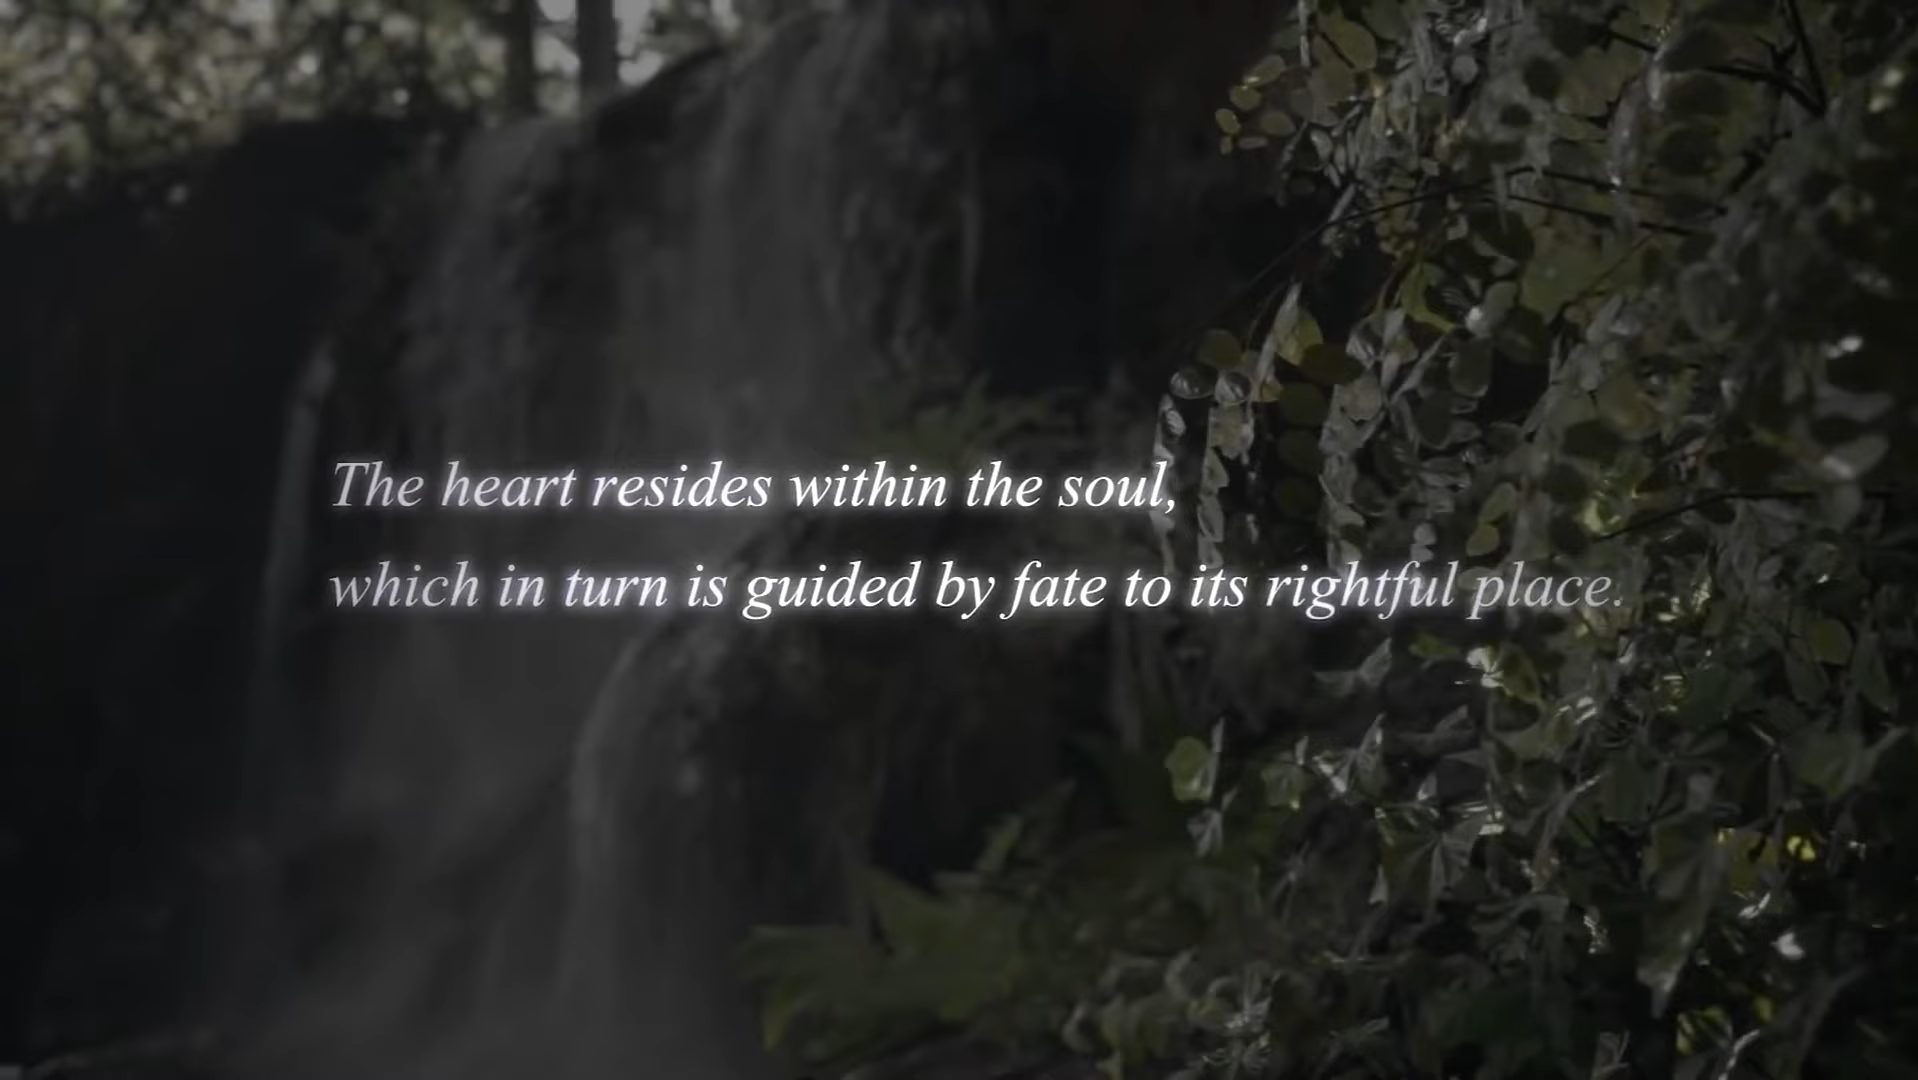 The heart resides within the soul,
which in turn is guided by fate to its rightful place.